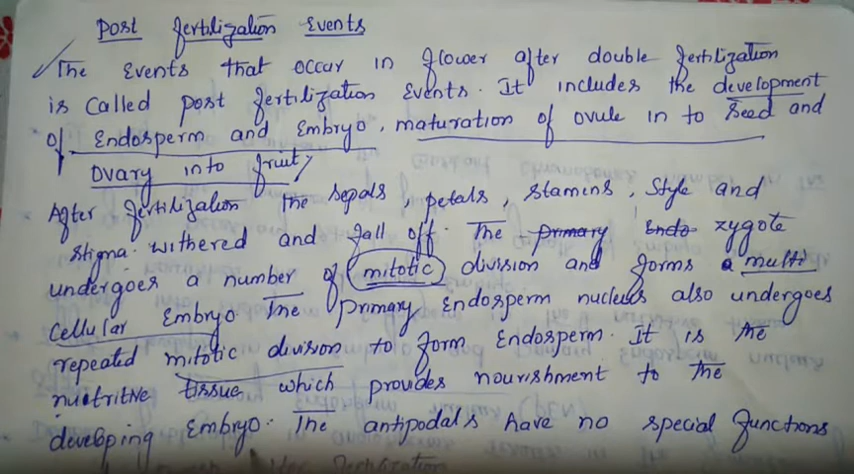 Post fertilization Events
The Events that occur in flower after double fertilization
is called post fertilization Events. It includes the development
of Endosperm and Embryo, maturation of ovule in to seed and
ovary into fruit
After fertilization the sepals, petals, stamens, style and
stigma withered and fall off. The primary Endo zygote
undergoes a number of mitotic division and forms a multi
cellular Embryo The primary Endosperm nucleus also undergoes
repeated mitotic division to form Endosperm. It is the
nutritive tissue which provides nourishment to the
developing Embryo. The antipodals have no special functions